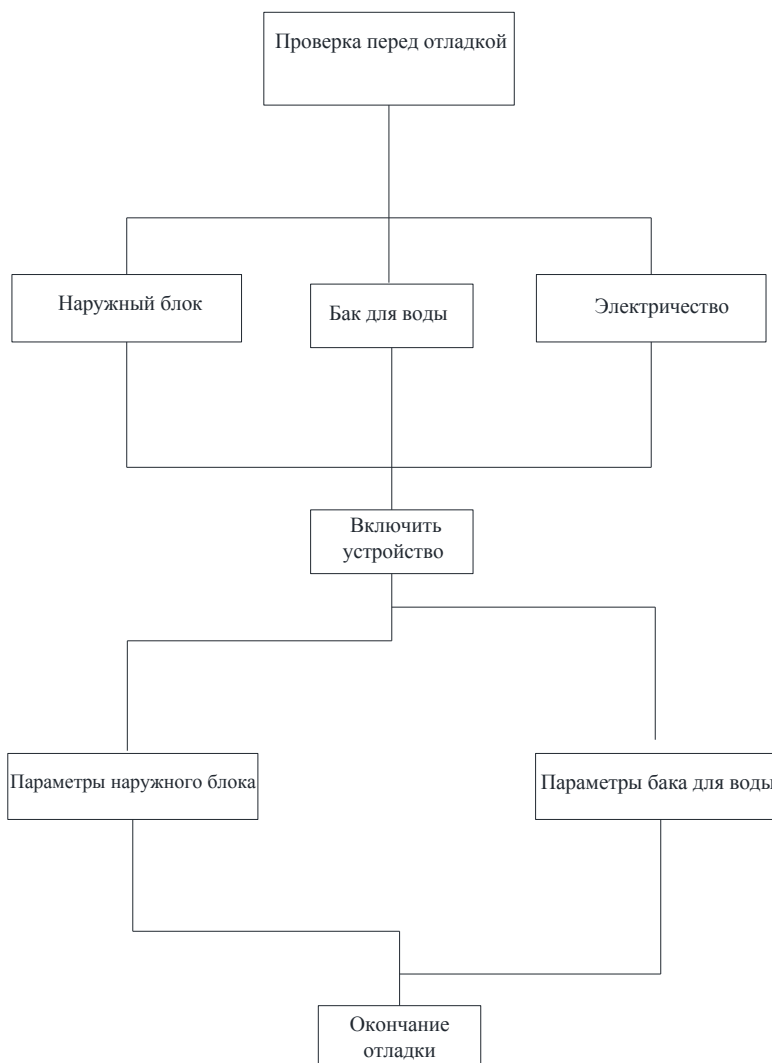 Проверка перед отладкой
Наружный блок
Бак для воды
Электричество
Включить
устройство
Параметры наружного блока
Параметры бака для воды
Окончание
отладки